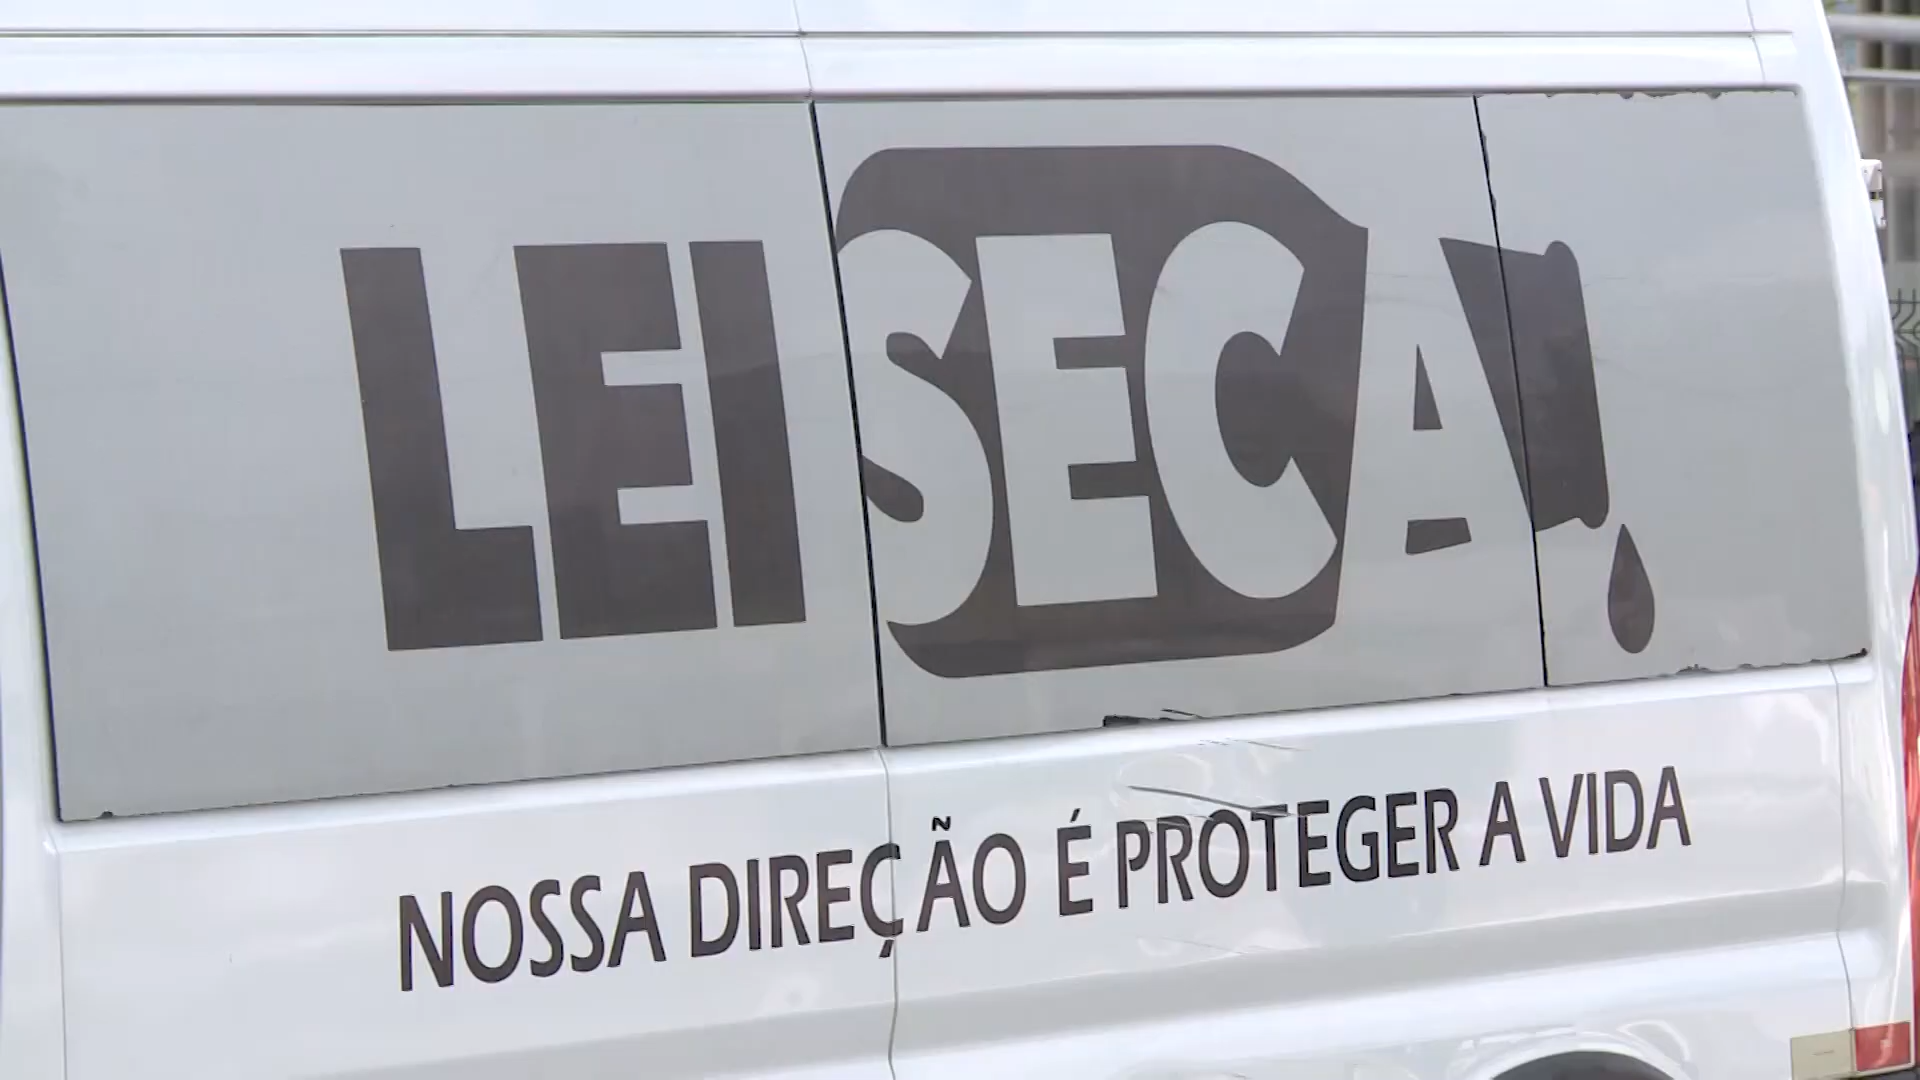 LEI SECA!
NOSSA DIREÇÃO É PROTEGER A VIDA